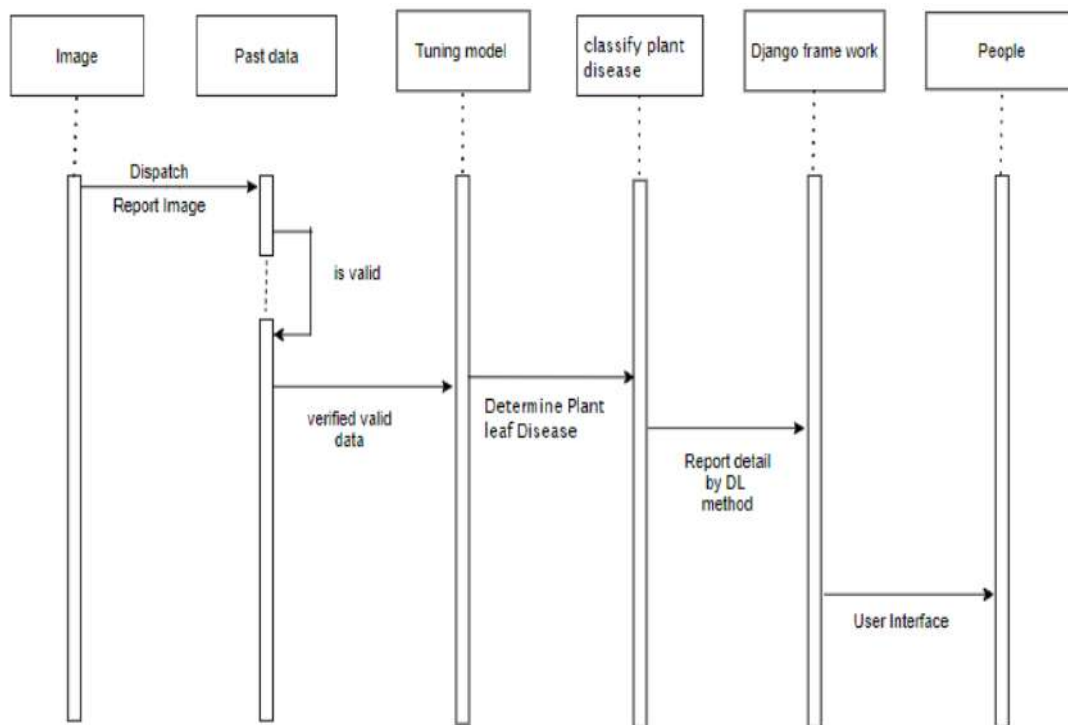 Image
Past data
Tuning model
classify plant
disease
Django frame work
People
Dispatch
Report Image
is valid
verified valid
data
Determine Plant
leaf Disease
Report detail
by DL
method
User Interface